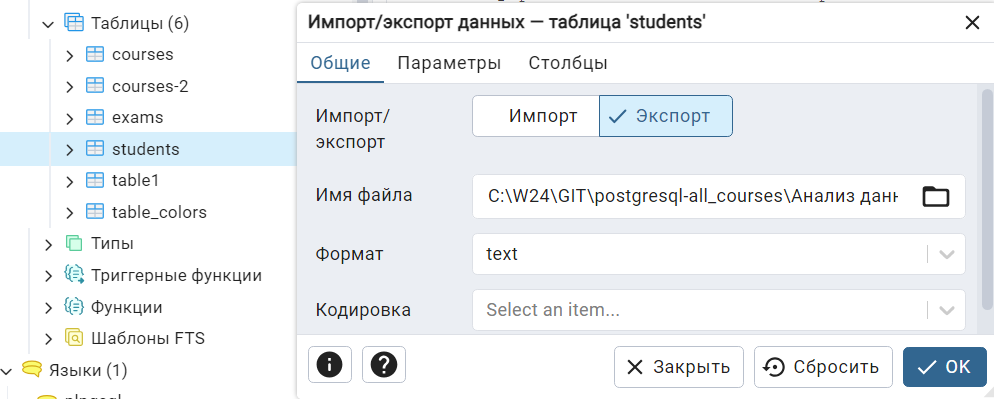 Таблицы (6)
courses
courses-2
exams
students
table1
table_colors
Типы
Триггерные функции
Функции
Шаблоны FTS
Языки (1)
Импорт/экспорт данных — таблица 'students'
Общие Параметры Столбцы
Импорт/
экспорт
Импорт Экспорт
Имя файла C:\W24\GIT\postgresql-all_courses\Анализ данн
Формат text
Кодировка Select an item...
Закрыть Сбросить OK